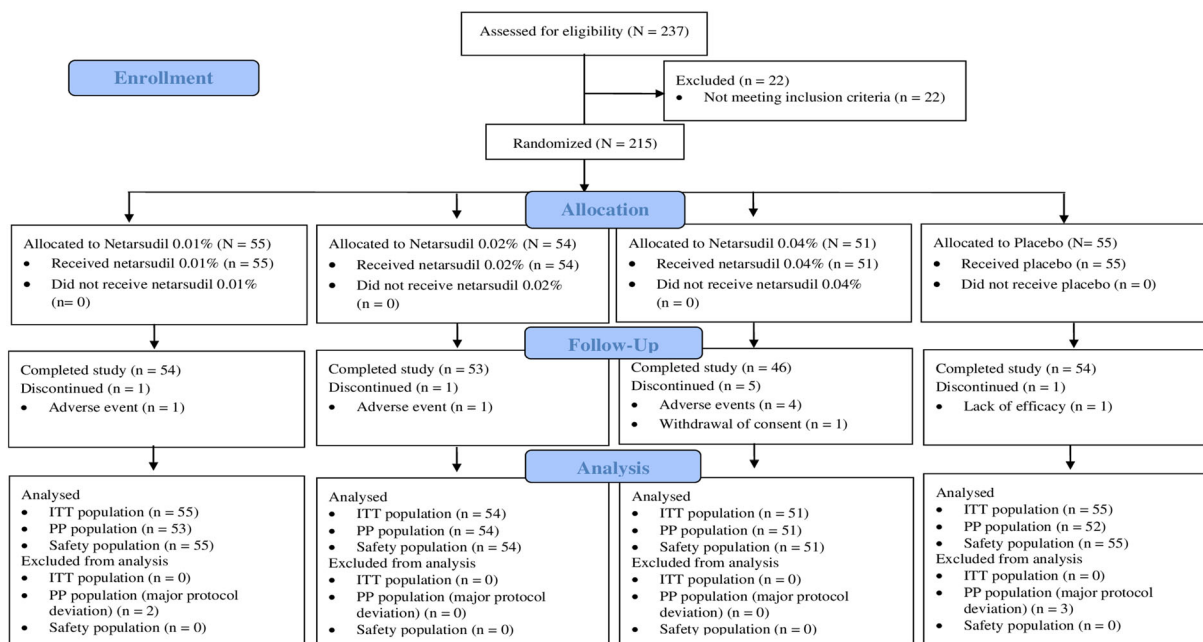 Assessed for eligibility (N = 237)
Enrollment
Excluded (n = 22)
• Not meeting inclusion criteria (n = 22)
Randomized (N = 215)
Allocation
Allocated to Netarsudil 0.01% (N = 55)
• Received netarsudil 0.01% (n = 55)
• Did not receive netarsudil 0.01%
(n= 0)
Allocated to Netarsudil 0.02% (N = 54)
• Received netarsudil 0.02% (n = 54)
• Did not receive netarsudil 0.02%
(n= 0)
Allocated to Netarsudil 0.04% (N = 51)
• Received netarsudil 0.04% (n = 51)
• Did not receive netarsudil 0.04%
(n = 0)
Allocated to Placebo (N= 55)
• Received placebo (n = 55)
• Did not receive placebo (n = 0)
Follow-Up
Completed study (n = 54)
Discontinued (n = 1)
• Adverse event (n = 1)
Completed study (n = 53)
Discontinued (n = 1)
• Adverse event (n = 1)
Completed study (n = 46)
Discontinued (n = 5)
• Adverse events (n = 4)
• Withdrawal of consent (n = 1)
Completed study (n = 54)
Discontinued (n = 1)
• Lack of efficacy (n = 1)
Analysis
Analysed
• ITT population (n = 55)
• PP population (n = 53)
• Safety population (n = 55)
Excluded from analysis
• ITT population (n = 0)
• PP population (major protocol
deviation) (n = 2)
• Safety population (n = 0)
Analysed
• ITT population (n = 54)
• PP population (n = 54)
• Safety population (n = 54)
Excluded from analysis
• ITT population (n = 0)
• PP population (major protocol
deviation) (n = 0)
• Safety population (n = 0)
Analysed
• ITT population (n = 51)
• PP population (n = 51)
• Safety population (n = 51)
Excluded from analysis
• ITT population (n = 0)
• PP population (major protocol
deviation) (n = 0)
• Safety population (n = 0)
Analysed
• ITT population (n = 55)
• PP population (n = 52)
• Safety population (n = 55)
Excluded from analysis
• ITT population (n = 0)
• PP population (major protocol
deviation) (n = 3)
• Safety population (n = 0)